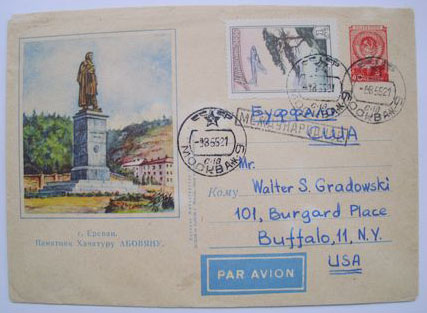 г. Ереван.
Памятник Хачатуру АБОВЯНУ.
СССР
МОСКВА
МЕЖДУНАРОДНОЕ
Буффало
США
Mr.
Кому Walter S. Gradowski
101, Burgard Place
Buffalo, 11, N.Y.
USA
PAR AVION